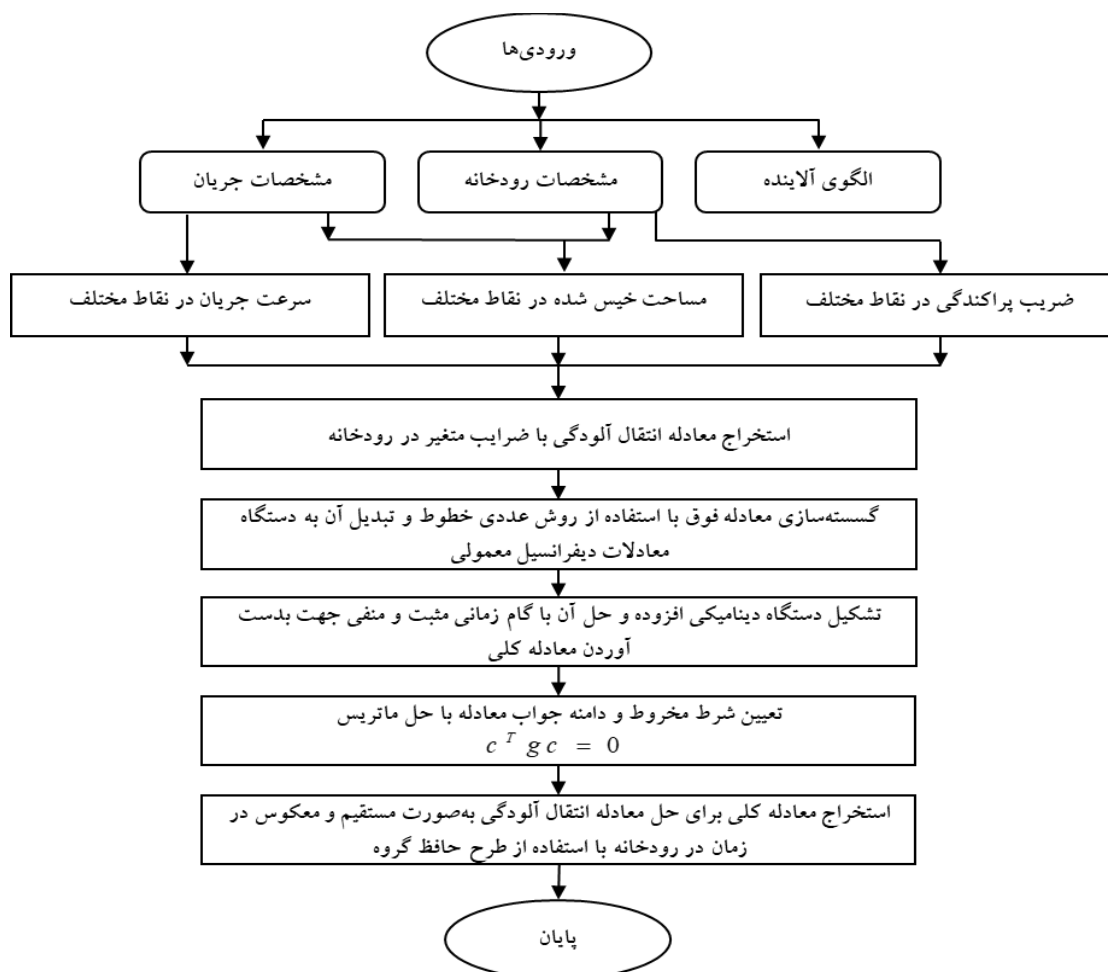 ورودی‌ها
الگوی آلاینده
مشخصات رودخانه
مشخصات جریان
ضریب پراکندگی در نقاط مختلف
مساحت خیس شده در نقاط مختلف
سرعت جریان در نقاط مختلف
استخراج معادله انتقال آلودگی با ضرایب متغیر در رودخانه
گسسته‌سازی معادله فوق با استفاده از روش عددی خطوط و تبدیل آن به دستگاه
معادلات دیفرانسیل معمولی
تشکیل دستگاه دینامیکی افزوده و حل آن با گام زمانی مثبت و منفی جهت بدست
آوردن معادله کلی
تعیین شرط مخروط و دامنه جواب معادله با حل ماتریس
c^T g c = 0
استخراج معادله کلی برای حل معادله انتقال آلودگی به‌صورت مستقیم و معکوس در
زمان در رودخانه با استفاده از طرح حافظ گروه
پایان